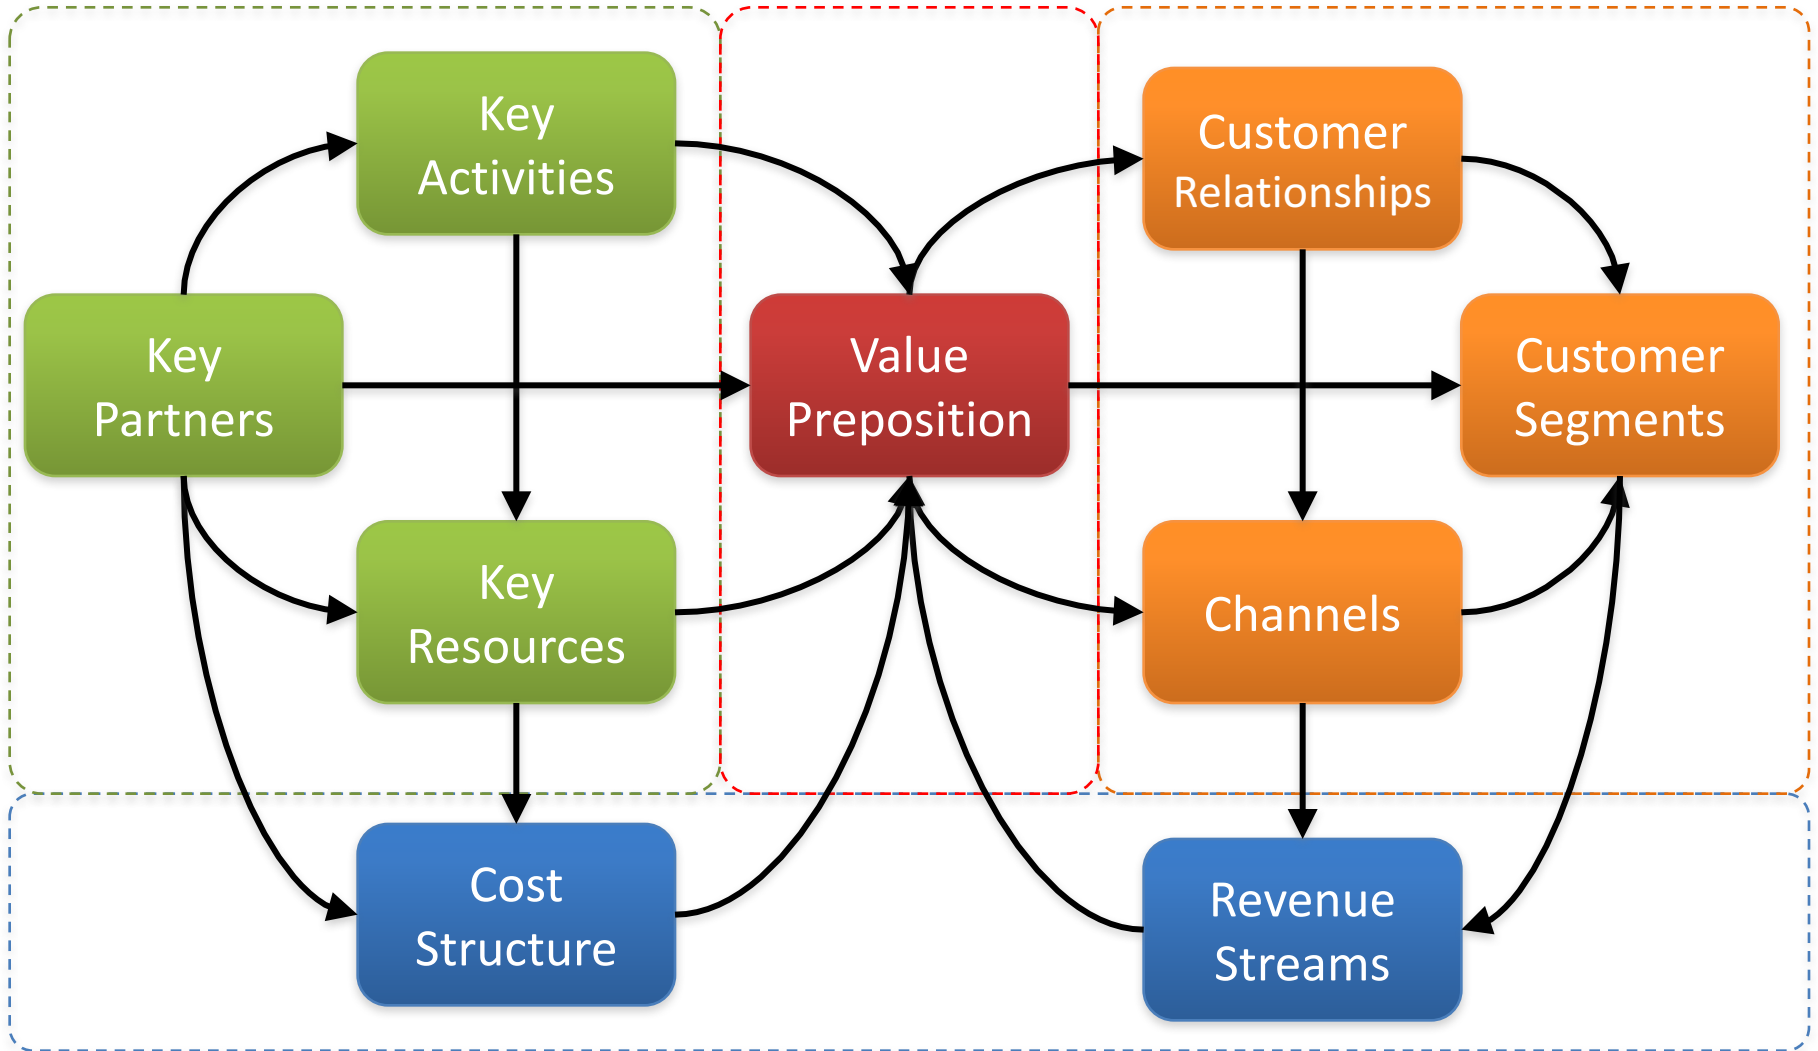 Key
Activities
Customer
Relationships
Key
Partners
Value
Preposition
Customer
Segments
Key
Resources
Channels
Cost
Structure
Revenue
Streams